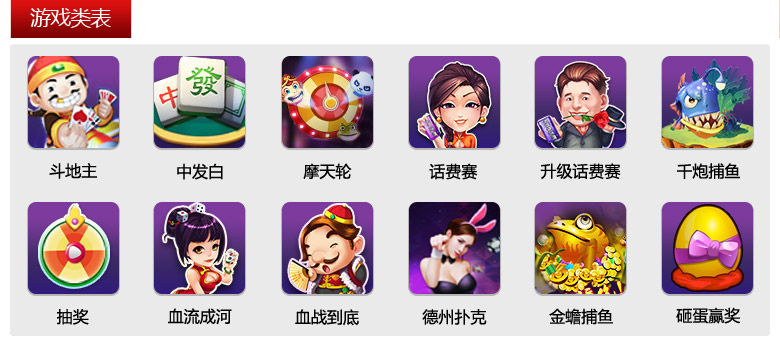 游戏类表
中
發
斗地主
中发白
摩天轮
话费赛
升级话费赛
千炮捕鱼
抽奖
血流成河
血战到底
德州扑克
金蟾捕鱼
砸蛋赢奖